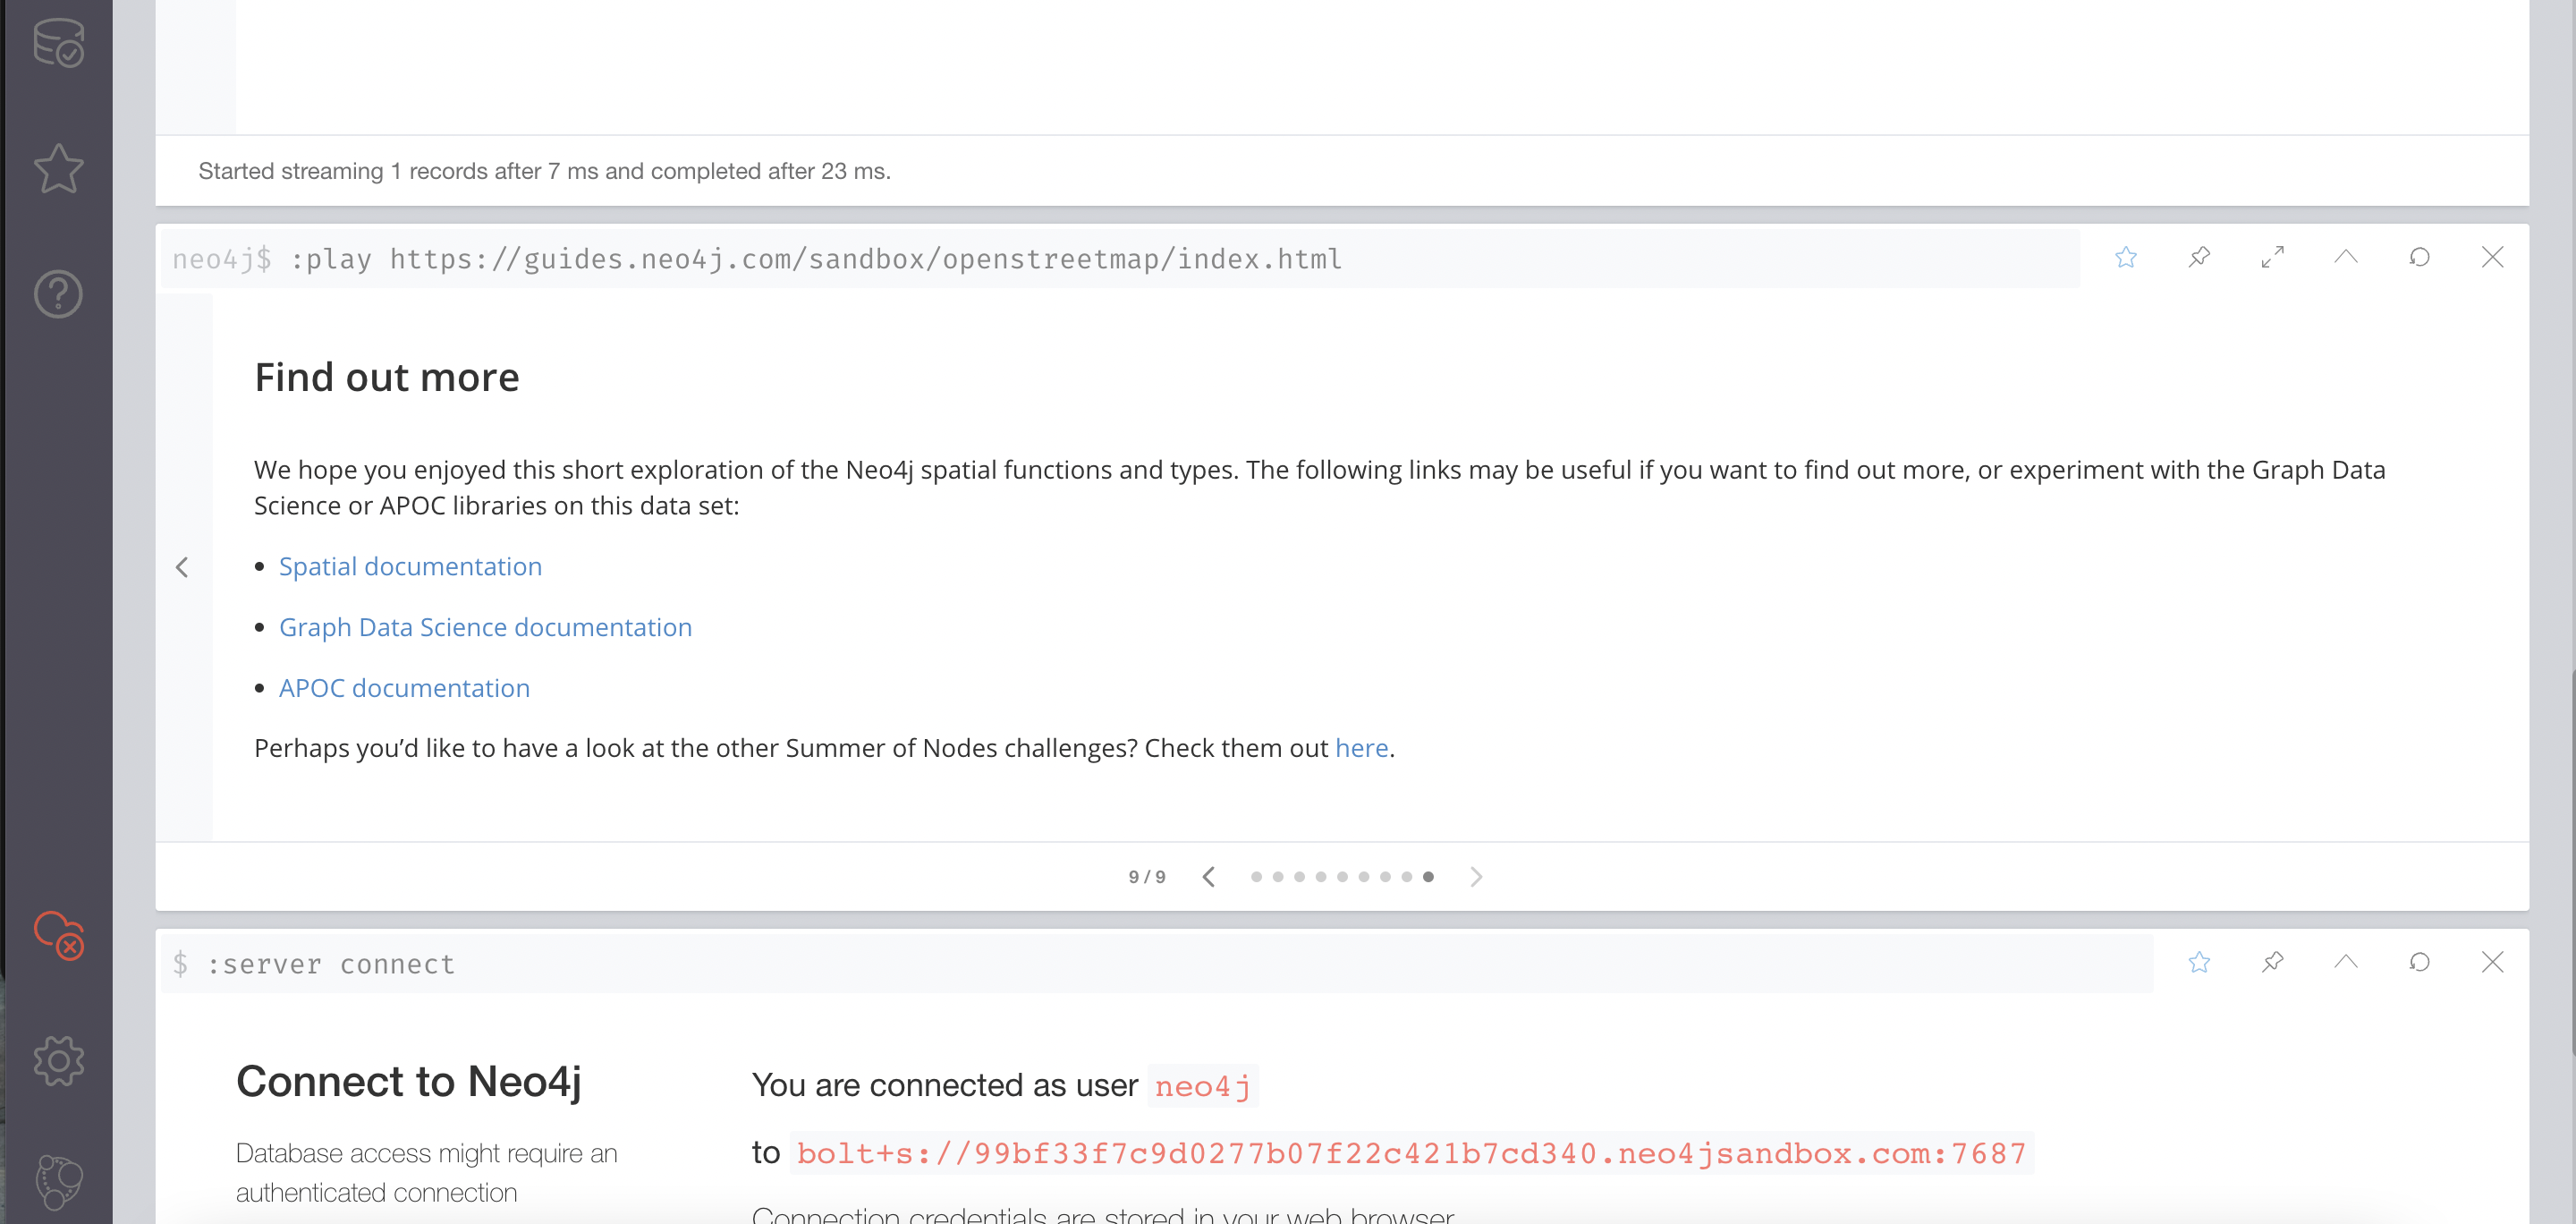 Started streaming 1 records after 7 ms and completed after 23 ms.
neo4j$ :play https://guides.neo4j.com/sandbox/openstreetmap/index.html
Find out more
We hope you enjoyed this short exploration of the Neo4j spatial functions and types. The following links may be useful if you want to find out more, or experiment with the Graph Data
Science or APOC libraries on this data set:
Spatial documentation
Graph Data Science documentation
APOC documentation
Perhaps you’d like to have a look at the other Summer of Nodes challenges? Check them out here.
9 / 9
$ :server connect
Connect to Neo4j
Database access might require an
authenticated connection
You are connected as user neo4j
to bolt+s://99bf33f7c9d0277b07f22c421b7cd340.neo4jsandbox.com:7687
Connection credentials are stored in your web browser